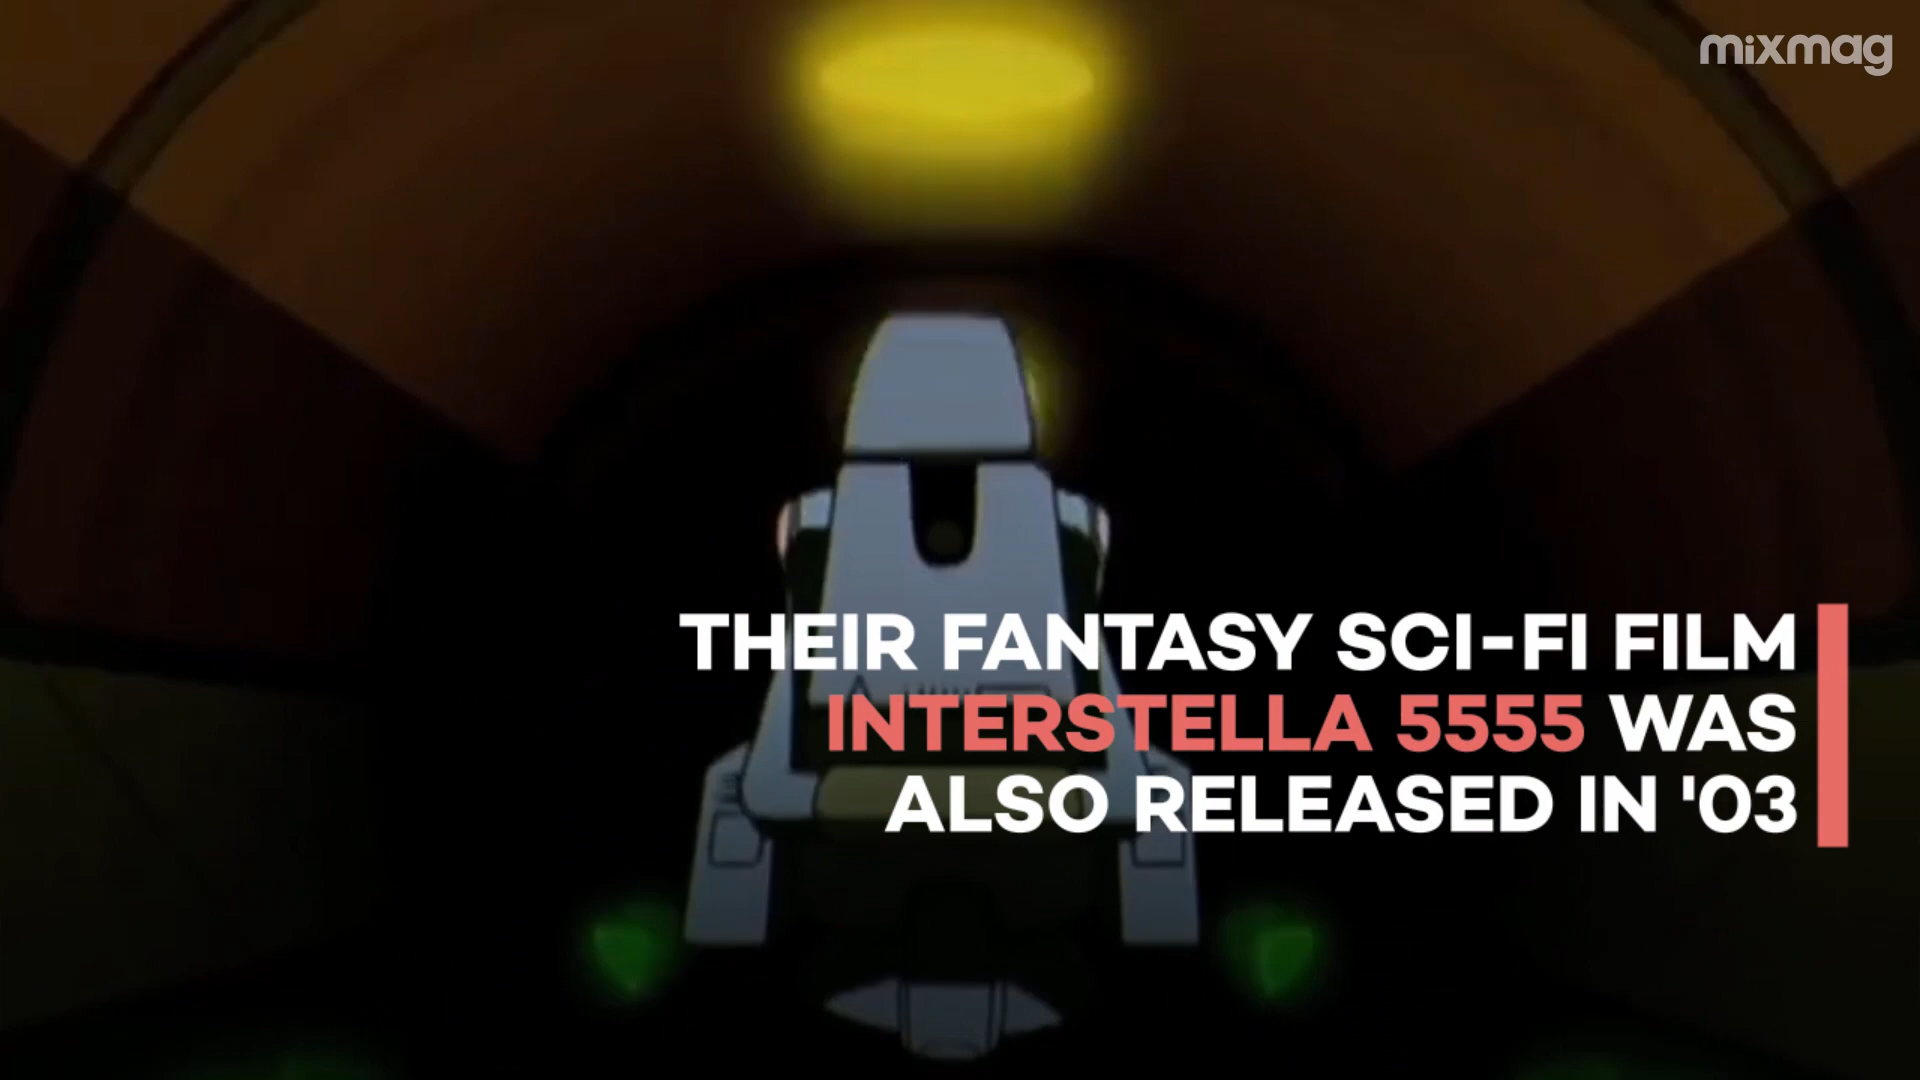 mixmag
THEIR FANTASY SCI-FI FILM
INTERSTELLA 5555 WAS
ALSO RELEASED IN '03